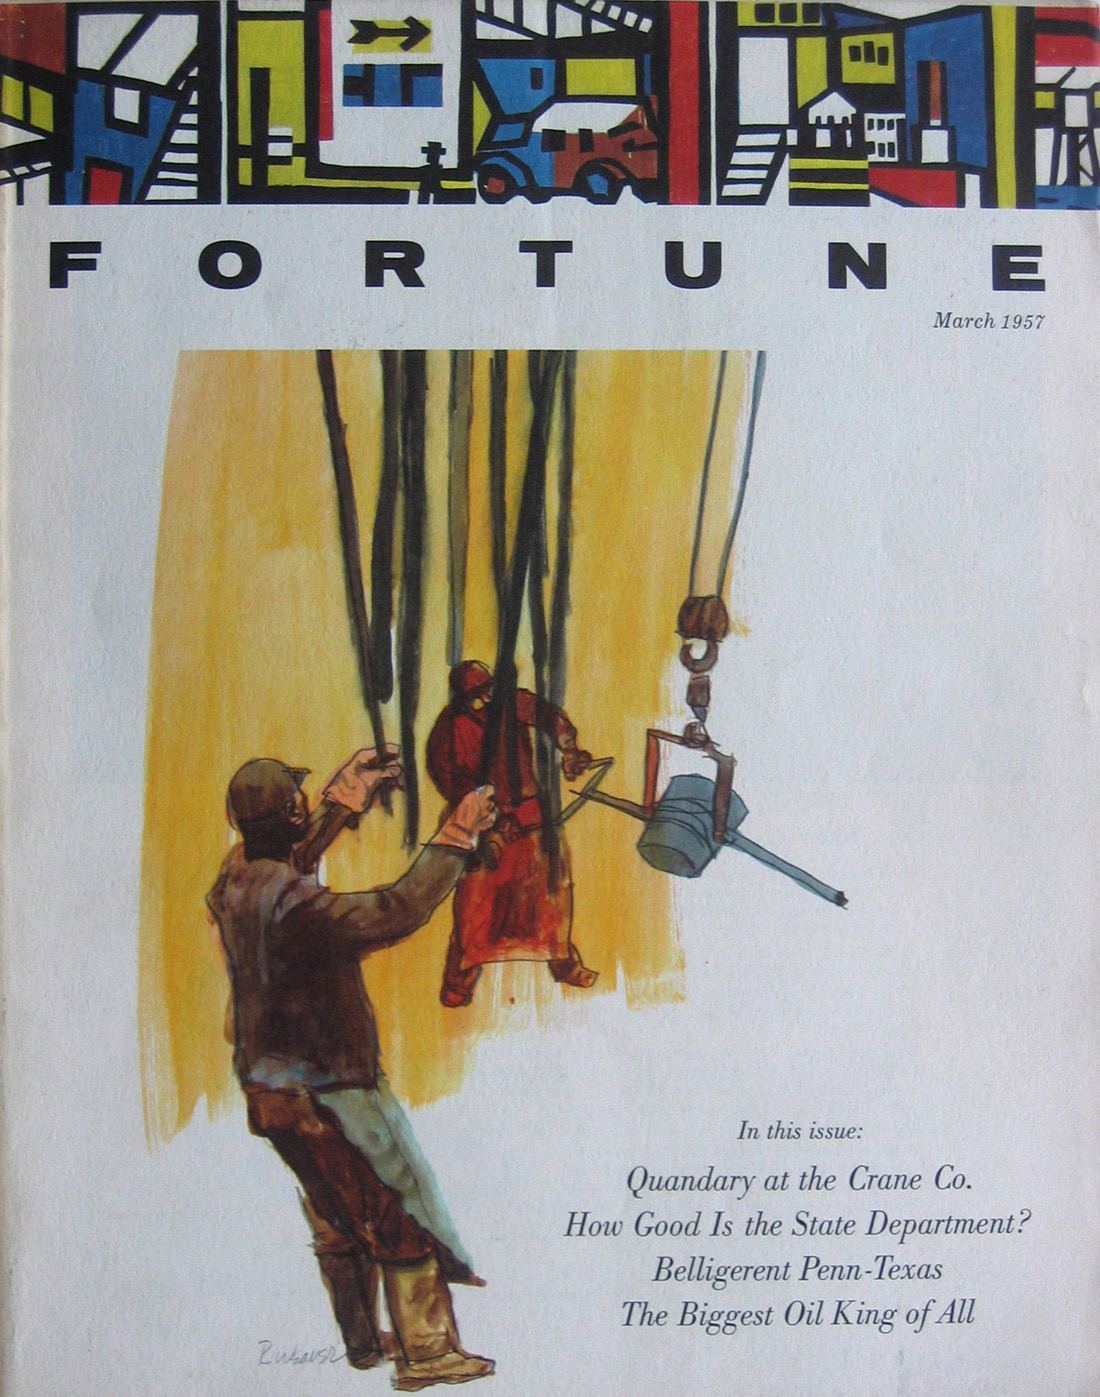 FORTUNE
March 1957
In this issue:
Quandary at the Crane Co.
How Good Is the State Department?
Belligerent Penn-Texas
The Biggest Oil King of All